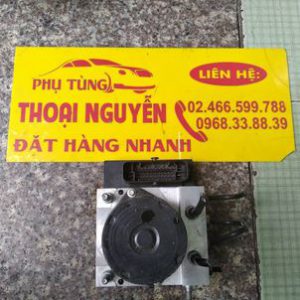 PHỤ TÙNG
THOẠI NGUYỄN
ĐẶT HÀNG NHANH
LIÊN HỆ:
02.466.599.788
0968.33.88.39